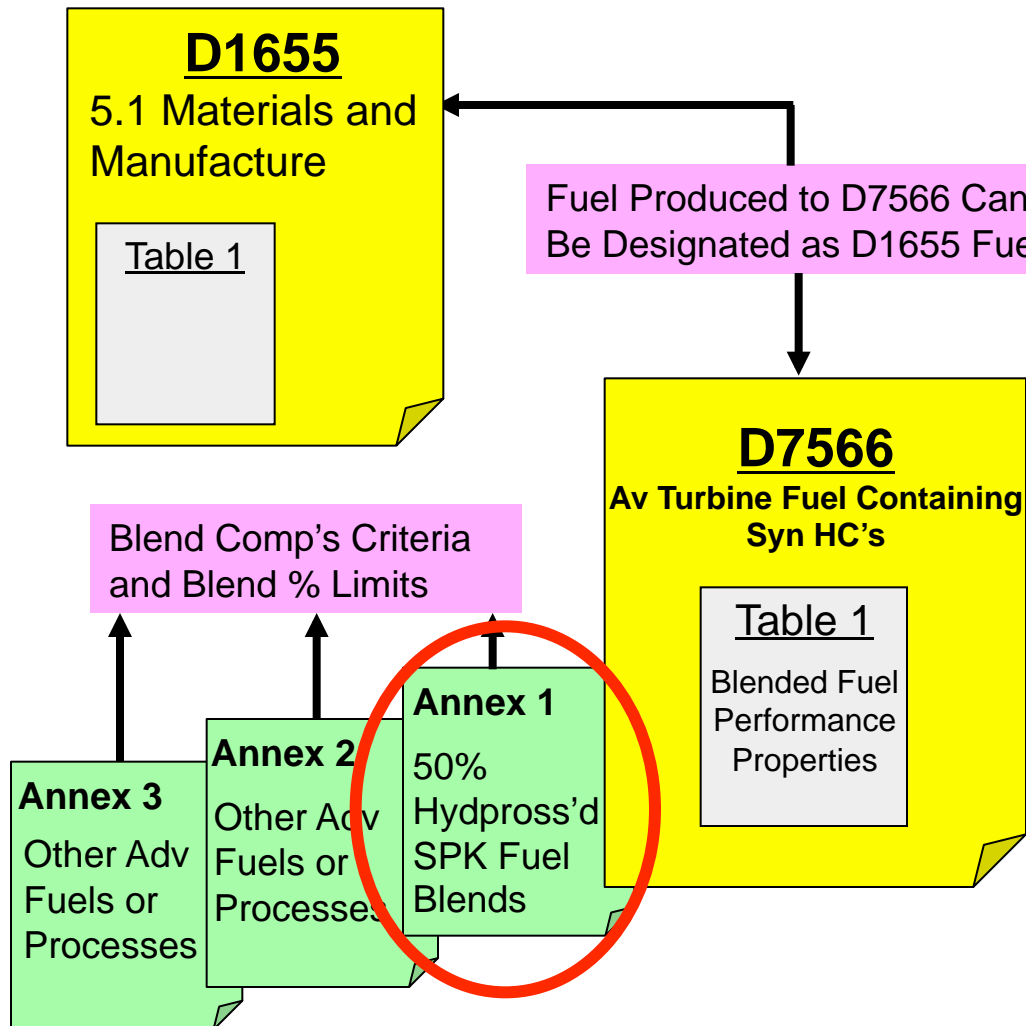 D1655
5.1 Materials and
Manufacture
Table 1
Fuel Produced to D7566 Can
Be Designated as D1655 Fue
D7566
Av Turbine Fuel Containing
Syn HC's
Table 1
Blended Fuel
Performance
Properties
Blend Comp's Criteria
and Blend % Limits
Annex 1
50%
Hydpross'd
SPK Fuel
Blends
Annex 2
Other Adv
Fuels or
Processes
Annex 3
Other Adv
Fuels or
Processes